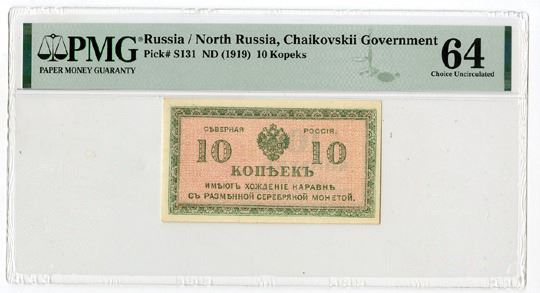 PMG
PAPER MONEY GUARANTY
Russia / North Russia, Chaikovskii Government
Pick# S131 ND (1919) 10 Kopeks
64
Choice Uncirculated
СѢВЕРНАЯ РОССІЯ.
10 10
КОПѢЕКЪ
ИМѢЮТЪ ХОЖДЕНІЕ НАРАВНѢ
СЪ РАЗМѢННОЙ СЕРЕБРЯНОЙ МОНЕТОЙ.